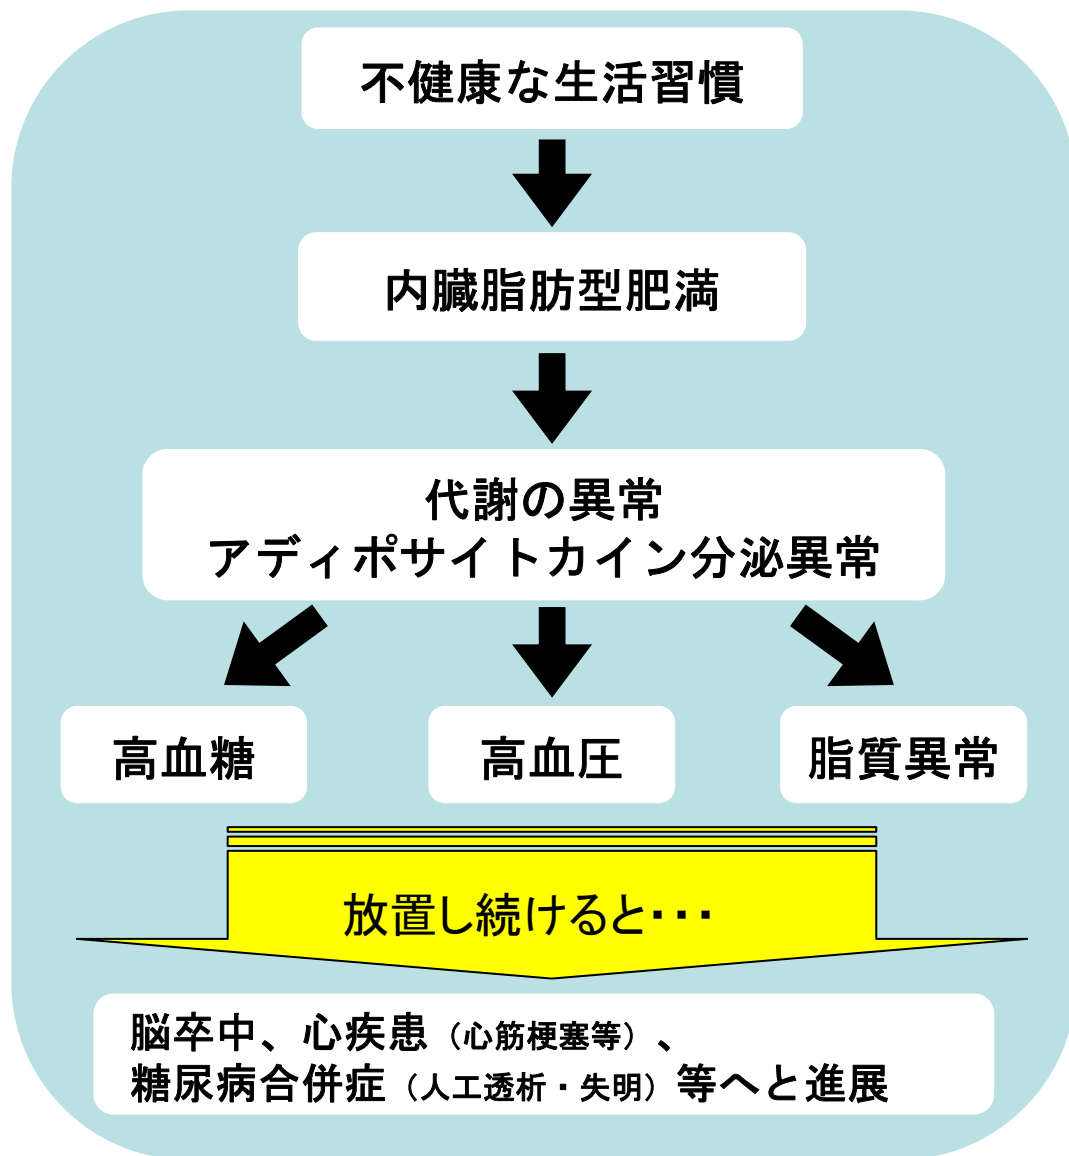 不健康な生活習慣
内臓脂肪型肥満
代謝の異常
アディポサイトカイン分泌異常
高血糖
高血圧
脂質異常
放置し続けると･･･
脳卒中、心疾患（心筋梗塞等）、
糖尿病合併症（人工透析・失明）等へと進展